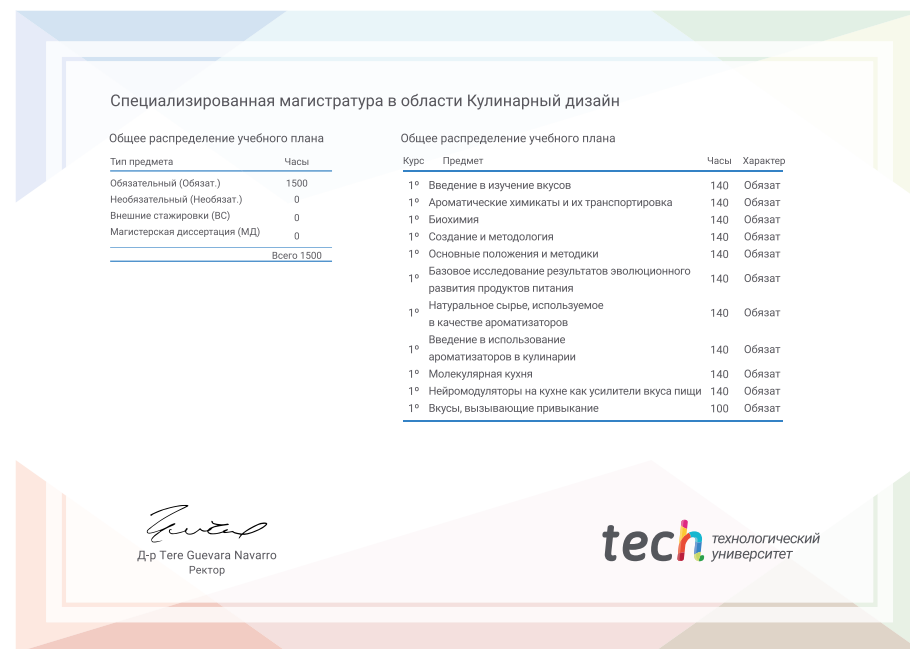 Специализированная магистратура в области Кулинарный дизайн
Общее распределение учебного плана
Тип предмета Часы
Обязательный (Обязат.) 1500
Необязательный (Необязат.) 0
Внешние стажировки (ВС) 0
Магистерская диссертация (МД) 0
Всего 1500
Общее распределение учебного плана
Курс Предмет Часы Характер
1º Введение в изучение вкусов 140 Обязат
1º Ароматические химикаты и их транспортировка 140 Обязат
1º Биохимия 140 Обязат
1º Создание и методология 140 Обязат
1º Основные положения и методики 140 Обязат
1º Базовое исследование результатов эволюционного
развития продуктов питания 140 Обязат
1º Натуральное сырье, используемое
в качестве ароматизаторов 140 Обязат
1º Введение в использование
ароматизаторов в кулинарии 140 Обязат
1º Молекулярная кухня 140 Обязат
1º Нейромодуляторы на кухне как усилители вкуса пищи 140 Обязат
1º Вкусы, вызывающие привыкание 100 Обязат
Д-р Tere Guevara Navarro
Ректор
tech технологический
университет